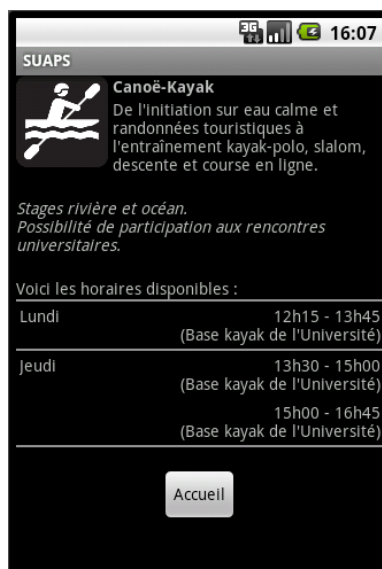 3G 16:07
SUAPS
Canoë-Kayak
De l'initiation sur eau calme et
randonnées touristiques à
l'entraînement kayak-polo, slalom,
descente et course en ligne.
Stages rivière et océan.
Possibilité de participation aux rencontres
universitaires.
Voici les horaires disponibles :
Lundi 12h15 - 13h45
(Base kayak de l'Université)
Jeudi 13h30 - 15h00
(Base kayak de l'Université)
15h00 - 16h45
(Base kayak de l'Université)
Accueil